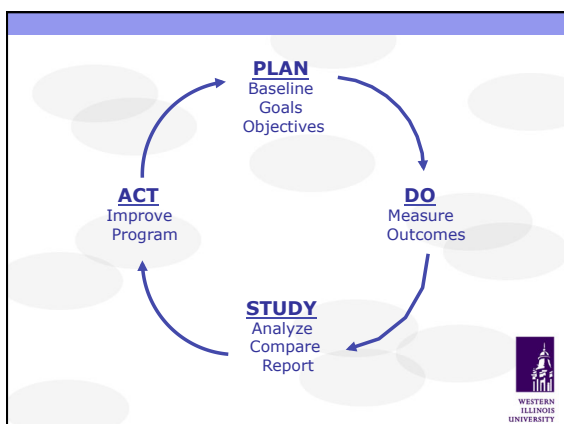 PLAN
Baseline
Goals
Objectives
DO
Measure
Outcomes
STUDY
Analyze
Compare
Report
ACT
Improve
Program
WESTERN
ILLINOIS
UNIVERSITY